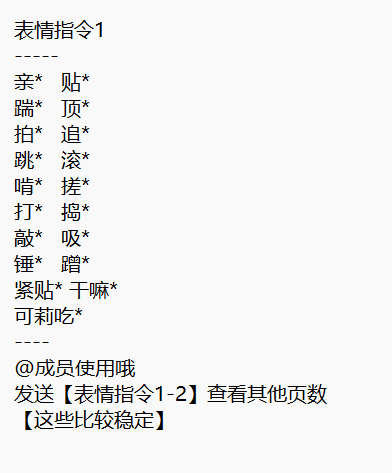 表情指令1
-----
亲*  贴*
踹*  顶*
拍*  追*
跳*  滚*
啃*  搓*
打*  捣*
敲*  吸*
锤*  蹭*
紧贴* 干嘛*
可莉吃*
----
@成员使用哦
发送【表情指令1-2】查看其他页数
【这些比较稳定】